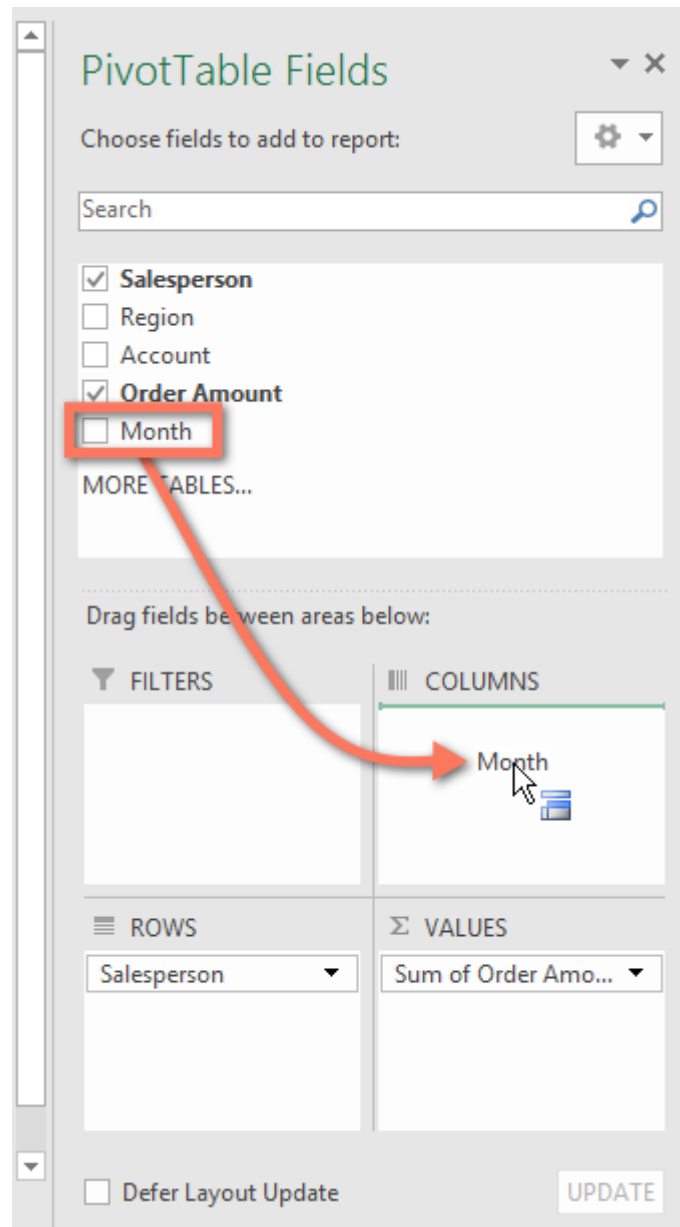 PivotTable Fields
Choose fields to add to report:
Search
Salesperson
Region
Account
Order Amount
Month
MORE TABLES...
Drag fields between areas below:
FILTERS
COLUMNS
Month
ROWS
Σ VALUES
Salesperson
Sum of Order Amo...
Defer Layout Update
UPDATE